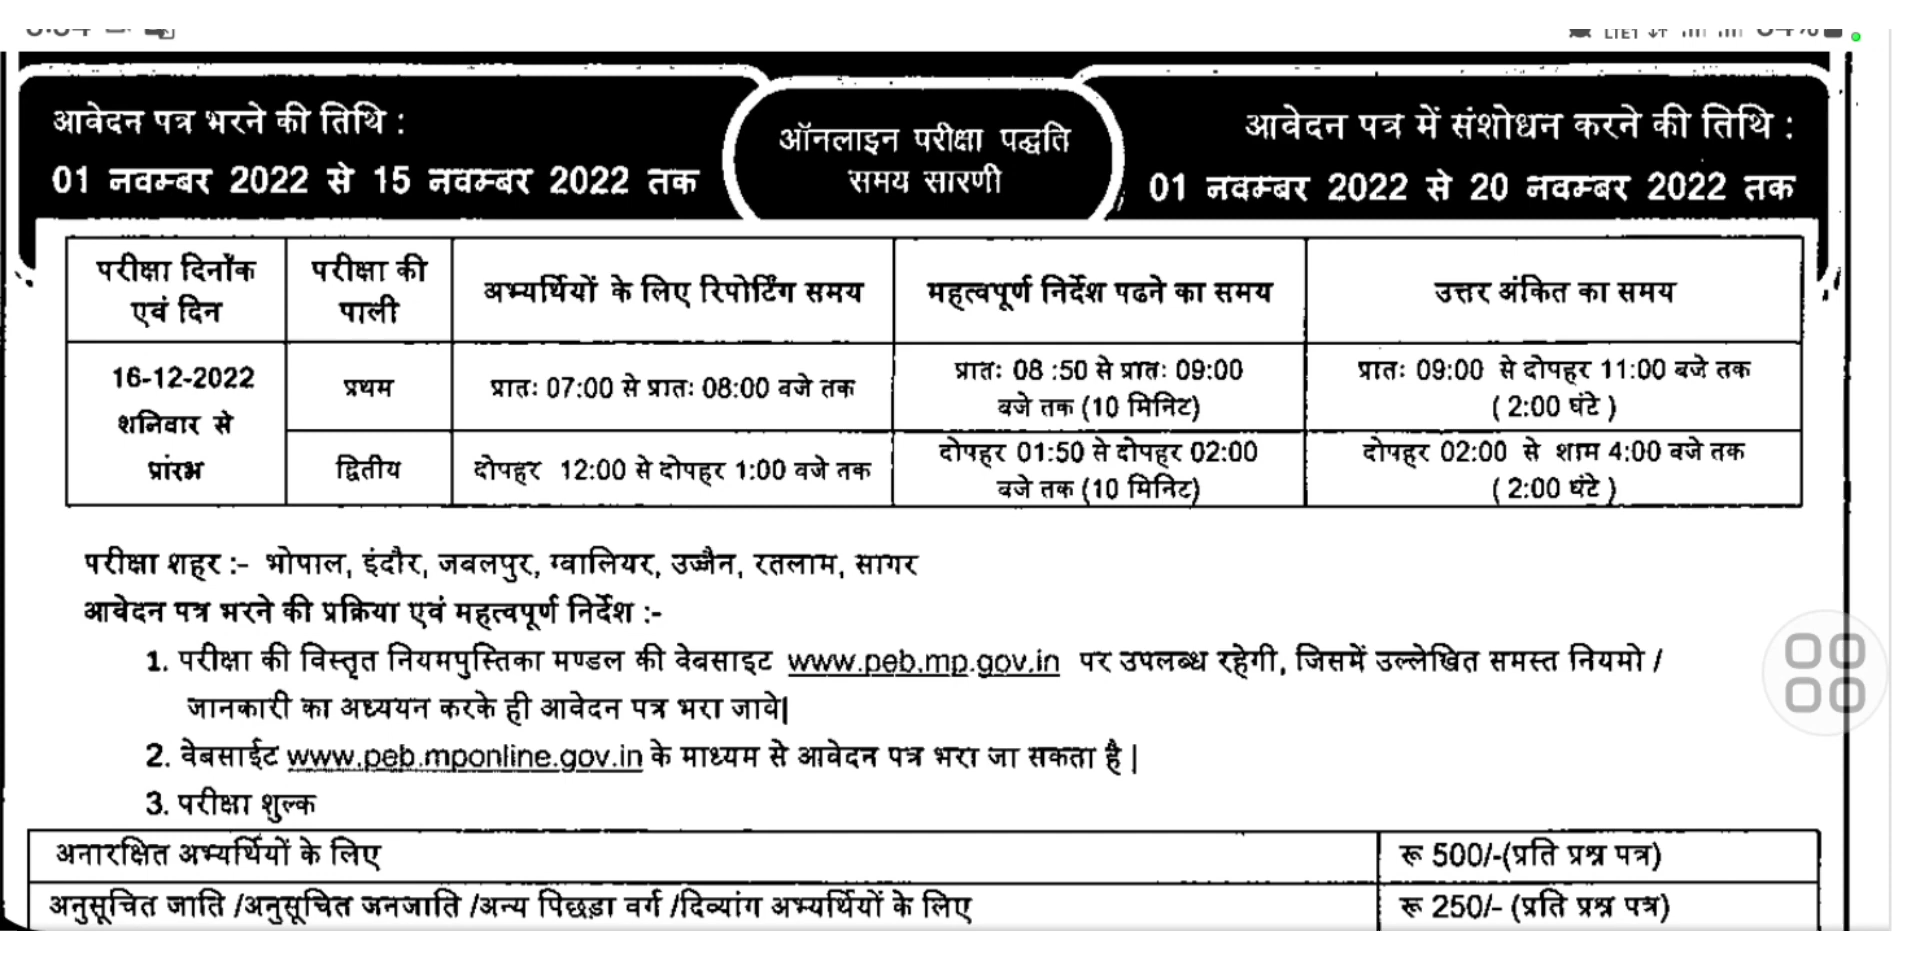 आवेदन पत्र भरने की तिथि :
01 नवम्बर 2022 से 15 नवम्बर 2022 तक
ऑनलाइन परीक्षा पद्धति
समय सारणी
आवेदन पत्र में संशोधन करने की तिथि :
01 नवम्बर 2022 से 20 नवम्बर 2022 तक
परीक्षा दिनाँक
एवं दिन
परीक्षा की
पाली
अभ्यर्थियों के लिए रिपोर्टिंग समय
महत्वपूर्ण निर्देश पढने का समय
उत्तर अंकित का समय
16-12-2022
शनिवार से
प्रांरभ
प्रथम
प्रातः 07:00 से प्रातः 08:00 वजे तक
प्रातः 08 :50 से प्रातः 09:00
वजे तक (10 मिनिट)
प्रातः 09:00 से दोपहर 11:00 बजे तक
( 2:00 घंटे )
द्वितीय
दोपहर 12:00 से दोपहर 1:00 वजे तक
दोपहर 01:50 से दोपहर 02:00
वजे तक (10 मिनिट)
दोपहर 02:00 से शाम 4:00 वजे तक
( 2:00 घंटे )
परीक्षा शहर :- भोपाल, इंदौर, जबलपुर, ग्वालियर, उज्जैन, रतलाम, सागर
आवेदन पत्र भरने की प्रक्रिया एवं महत्वपूर्ण निर्देश :-
1. परीक्षा की विस्तृत नियमपुस्तिका मण्डल की वेबसाइट www.peb.mp.gov.in पर उपलब्ध रहेगी, जिसमें उल्लेखित समस्त नियमो /
जानकारी का अध्ययन करके ही आवेदन पत्र भरा जावे|
2. वेबसाईट www.peb.mponline.gov.in के माध्यम से आवेदन पत्र भरा जा सकता है |
3. परीक्षा शुल्क
अनारक्षित अभ्यर्थियों के लिए
रू 500/-(प्रति प्रश्न पत्र)
अनुसूचित जाति /अनुसूचित जनजाति /अन्य पिछड़ा वर्ग /दिव्यांग अभ्यर्थियों के लिए
रू 250/- (प्रति प्रश्न पत्र)